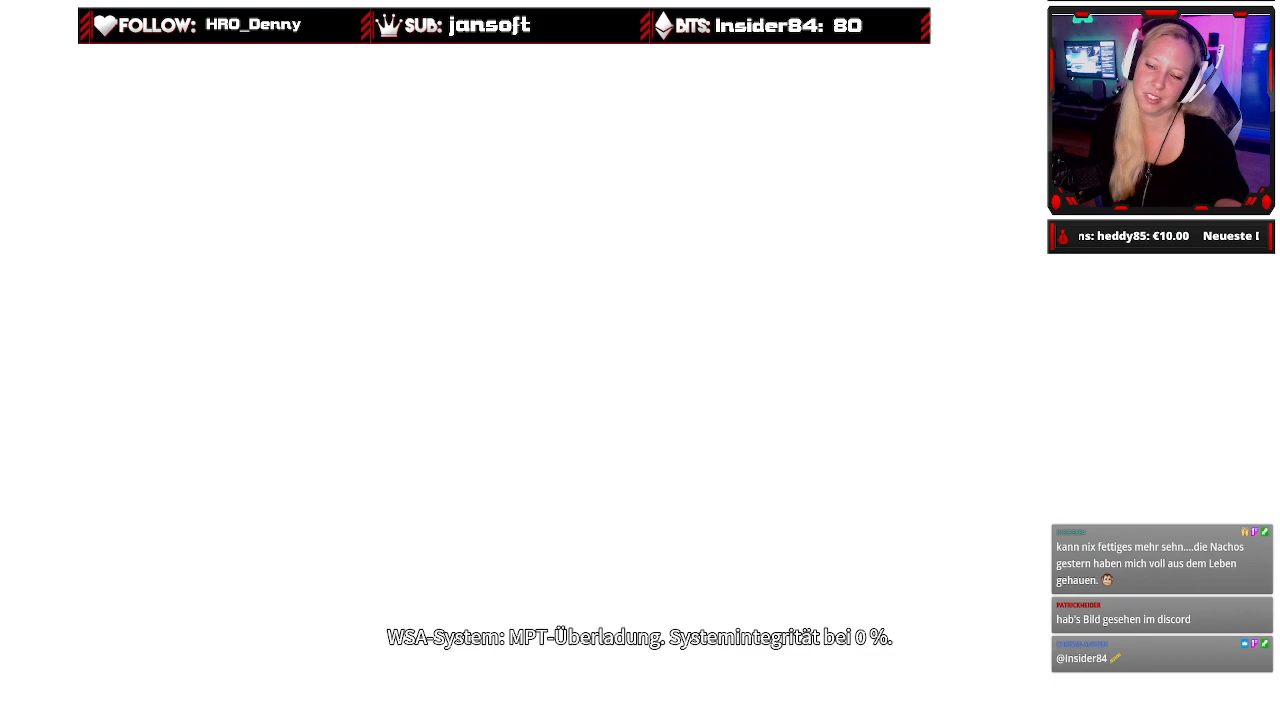 FOLLOW: HRO_Denny SUB: jansoft BITS: Insider84: 80
ns: heddy85: €10.00 Neueste
kann nix fettiges mehr sehn....die Nachos
gestern haben mich voll aus dem Leben
gehauen.
PATRICKHEIDER
hab's Bild gesehen im discord
@Insider84
WSA-System: MPT-Überladung. Systemintegrität bei 0 %.